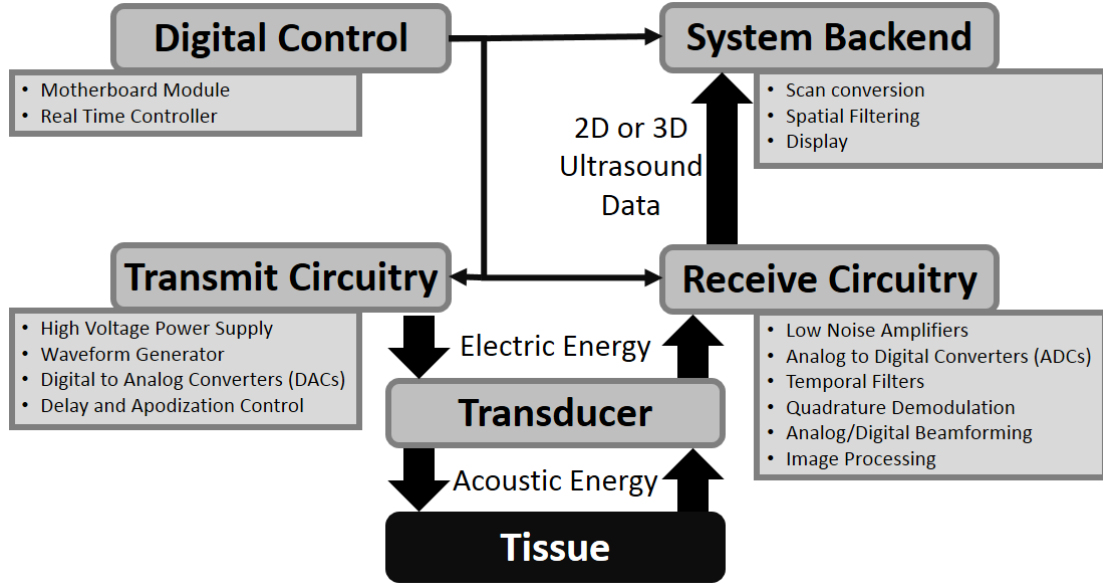 Digital Control
• Motherboard Module
• Real Time Controller
System Backend
• Scan conversion
• Spatial Filtering
• Display
2D or 3D
Ultrasound
Data
Transmit Circuitry
• High Voltage Power Supply
• Waveform Generator
• Digital to Analog Converters (DACs)
• Delay and Apodization Control
Receive Circuitry
• Low Noise Amplifiers
• Analog to Digital Converters (ADCs)
• Temporal Filters
• Quadrature Demodulation
• Analog/Digital Beamforming
• Image Processing
Electric Energy
Transducer
Acoustic Energy
Tissue